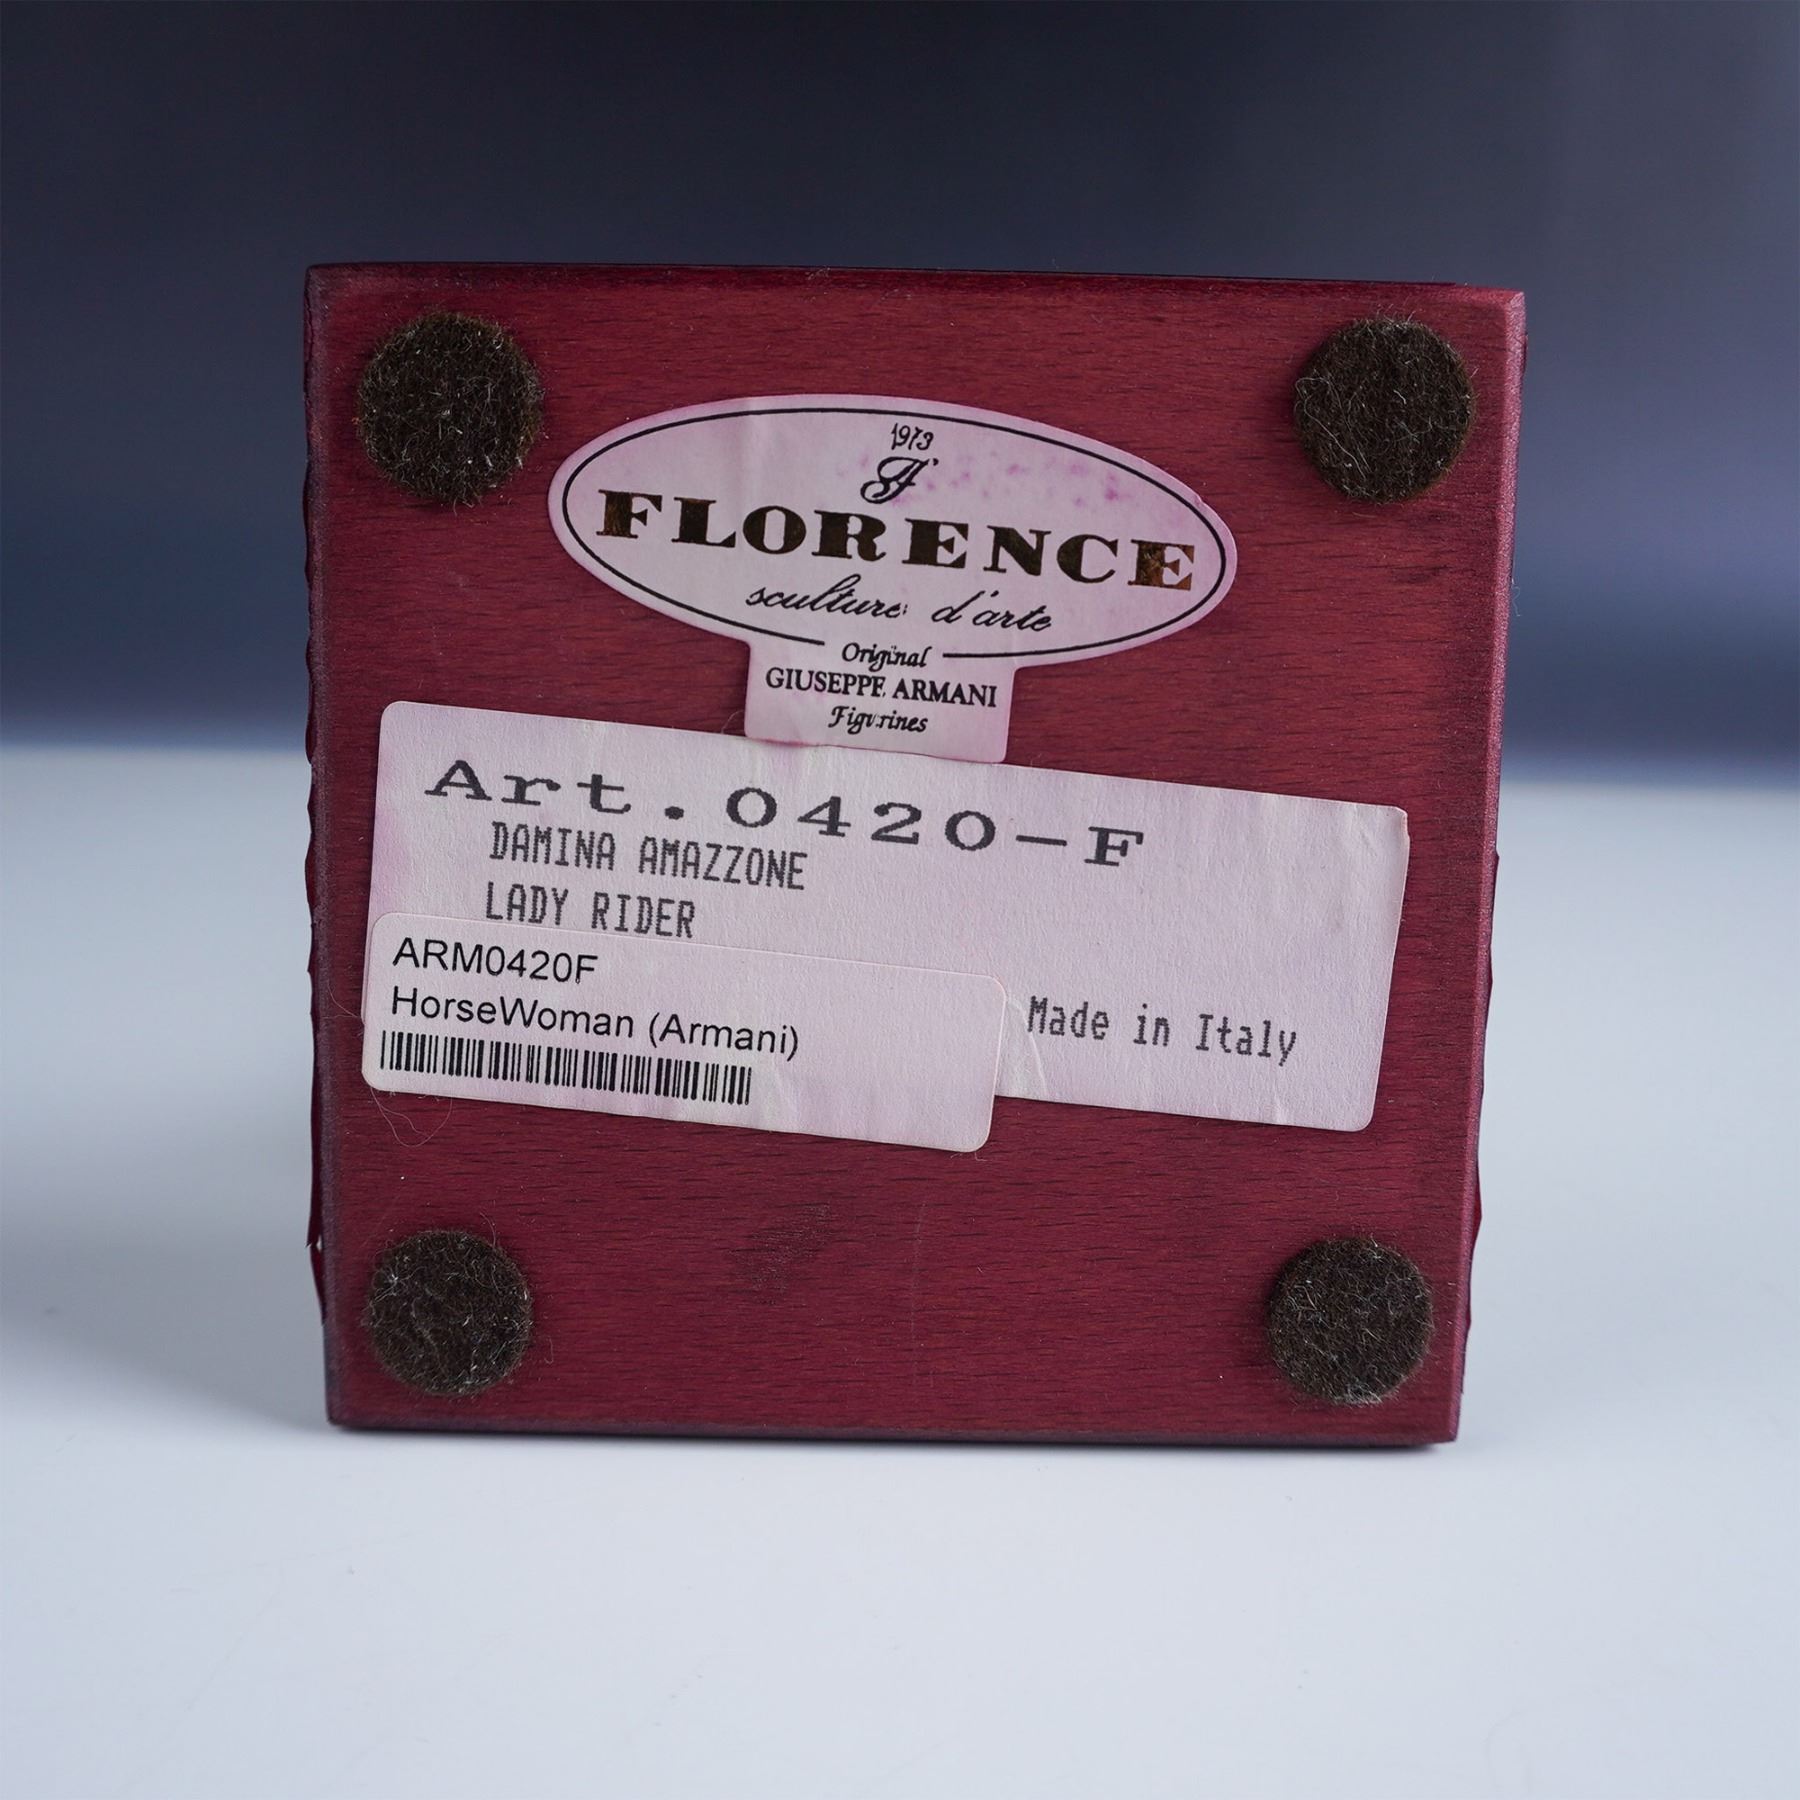 1973
F
FLORENCE
sculture d'arte
Original
GIUSEPPE ARMANI
Figurines
Art.0420-F
DAMINA AMAZZONE
LADY RIDER
ARM0420F
HorseWoman (Armani)
Made in Italy